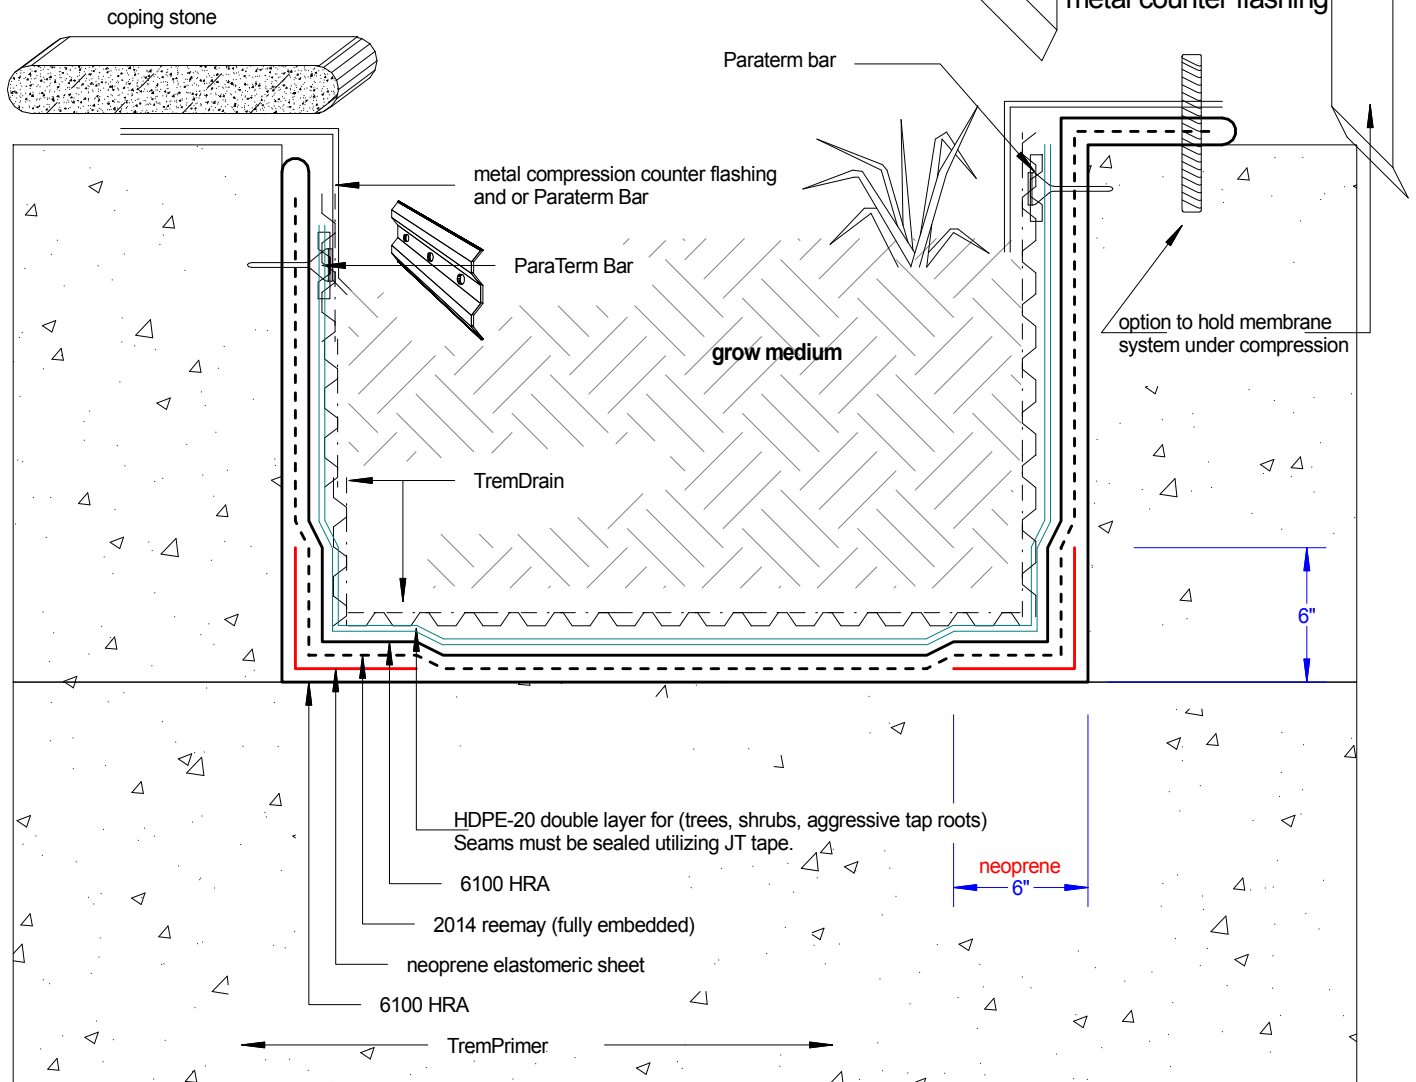 coping stone
metal counter flashing
Paraterm bar
metal compression counter flashing
and or Paraterm Bar
ParaTerm Bar
option to hold membrane
system under compression
grow medium
TremDrain
6"
HDPE-20 double layer for (trees, shrubs, aggressive tap roots)
Seams must be sealed utilizing JT tape.
neoprene
6"
6100 HRA
2014 reemay (fully embedded)
neoprene elastomeric sheet
6100 HRA
TremPrimer